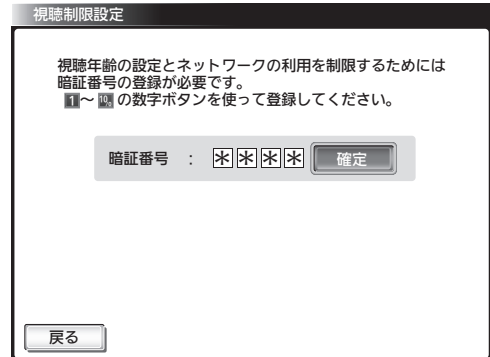 視聴制限設定
視聴年齢の設定とネットワークの利用を制限するためには
暗証番号の登録が必要です。
1～10の数字ボタンを使って登録してください。
暗証番号 : ＊＊＊＊ 確定
戻る